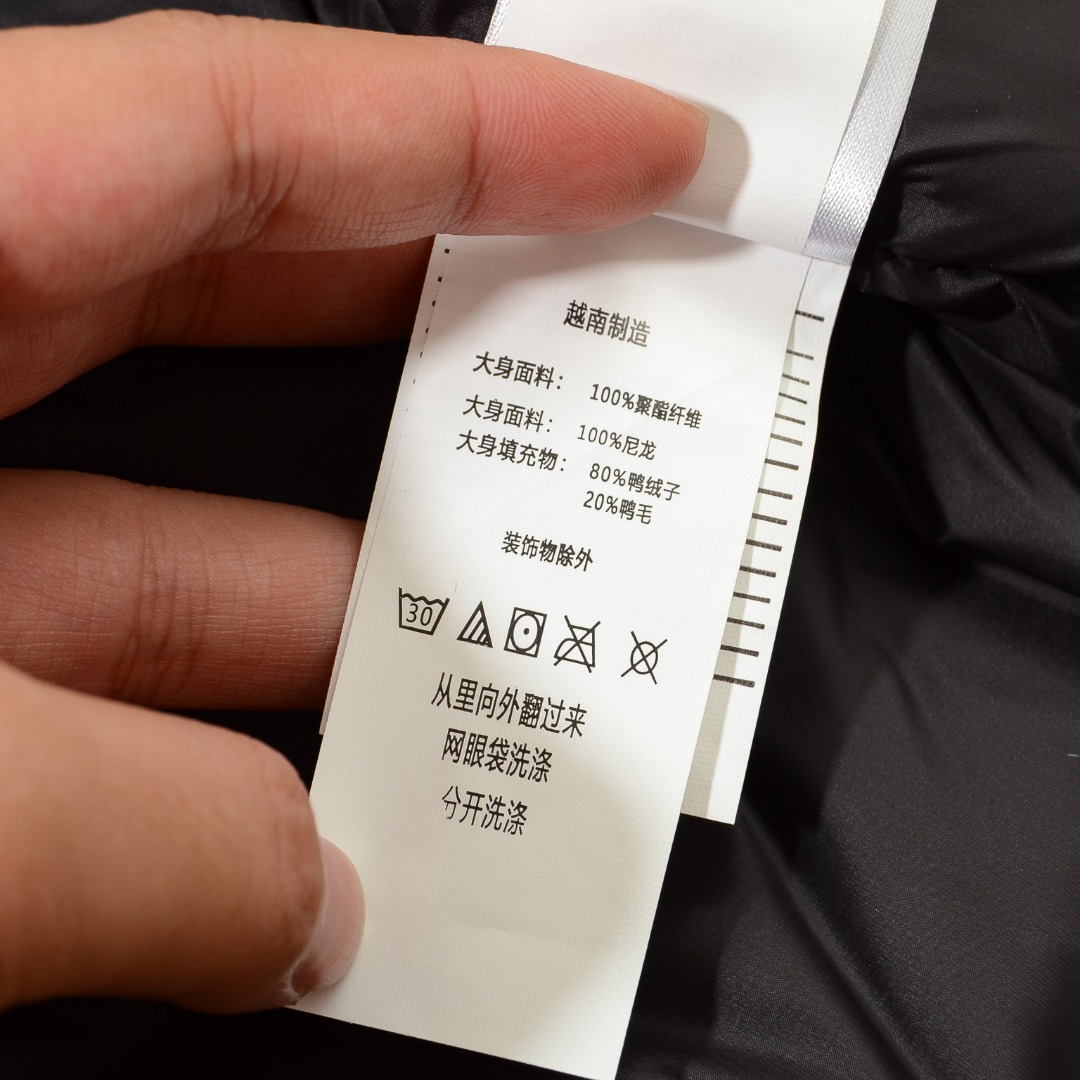 越南制造
大身面料： 100%聚酯纤维
大身面料： 100%尼龙
大身填充物： 80%鸭绒子
20%鸭毛
装饰物除外
30
从里向外翻过来
网眼袋洗涤
分开洗涤